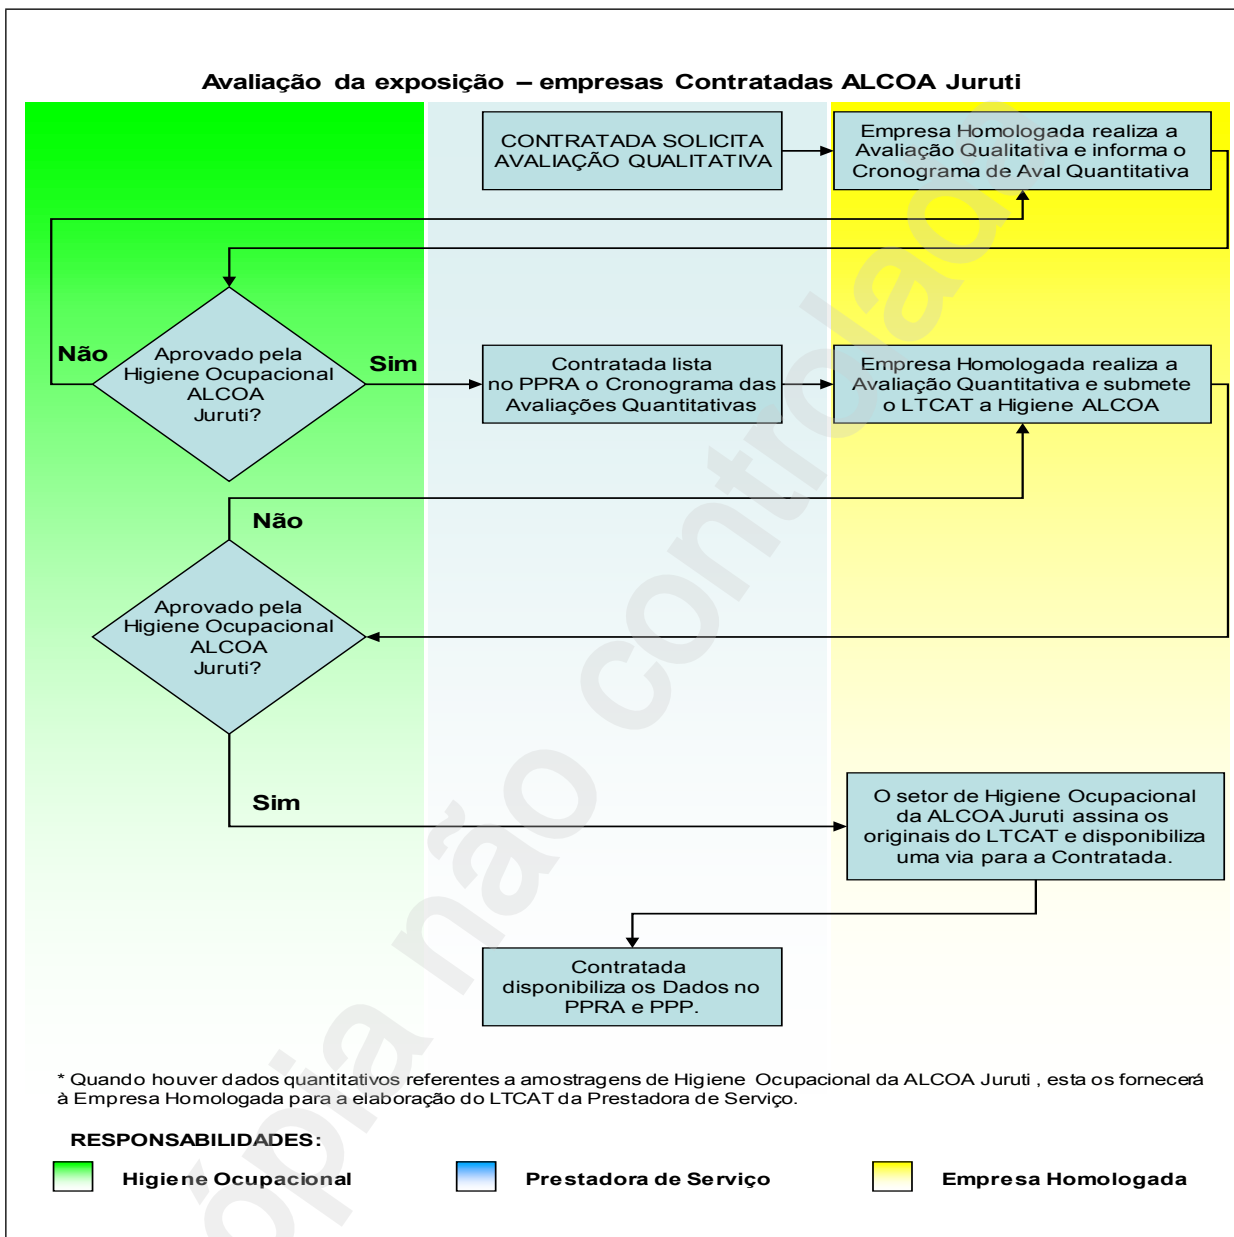 Avaliação da exposição – empresas Contratadas ALCOA Juruti
CONTRATADA SOLICITA
AVALIAÇÃO QUALITATIVA
Empresa Homologada realiza a
Avaliação Qualitativa e informa o
Cronograma de Aval Quantitativa
Não
Aprovado pela
Higiene Ocupacional
ALCOA
Juruti?
Sim
Contratada lista
no PPRA o Cronograma das
Avaliações Quantitativas
Empresa Homologada realiza a
Avaliação Quantitativa e submete
o LTCAT a Higiene ALCOA
Não
Aprovado pela
Higiene Ocupacional
ALCOA
Juruti?
Sim
O setor de Higiene Ocupacional
da ALCOA Juruti assina os
originais do LTCAT e disponibiliza
uma via para a Contratada.
Contratada
disponibiliza os Dados no
PPRA e PPP.
* Quando houver dados quantitativos referentes a amostragens de Higiene Ocupacional da ALCOA Juruti , esta os fornecerá
à Empresa Homologada para a elaboração do LTCAT da Prestadora de Serviço.
RESPONSABILIDADES:
Higiene Ocupacional
Prestadora de Serviço
Empresa Homologada
ópia não controlada